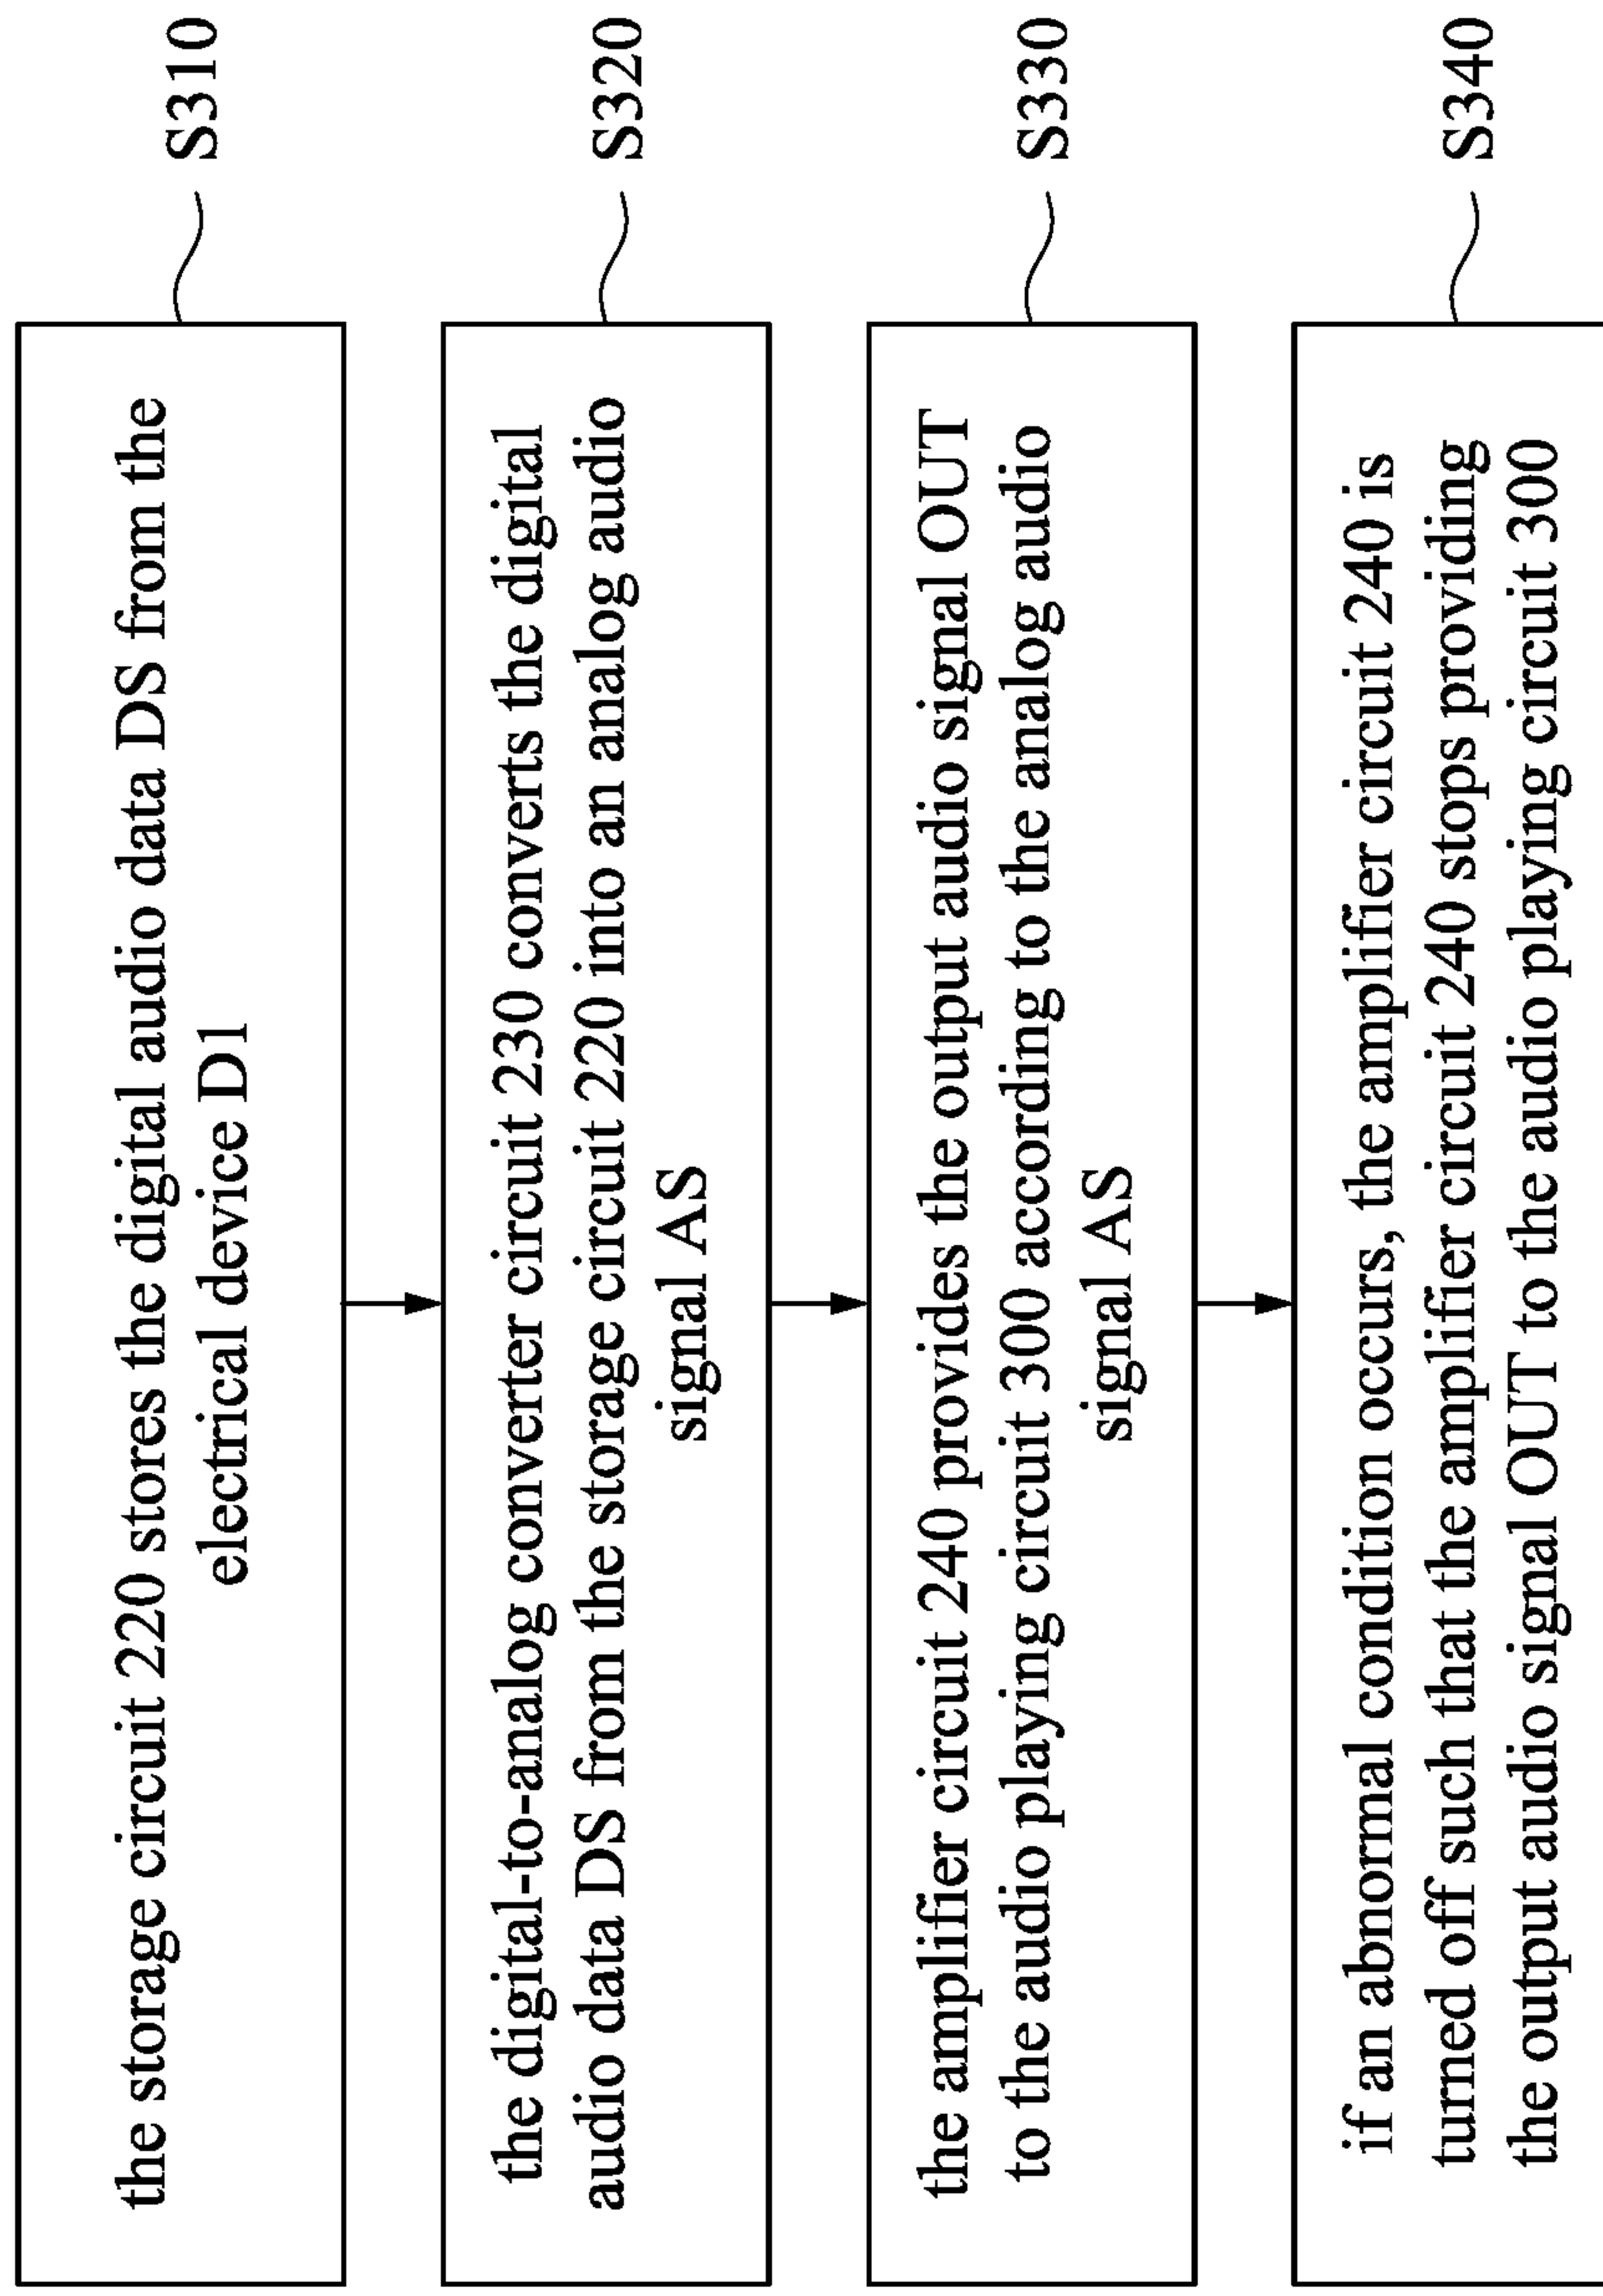 the storage circuit 220 stores the digital audio data DS from the
electrical device D1
S310
the digital-to-analog converter circuit 230 converts the digital
audio data DS from the storage circuit 220 into an analog audio
signal AS
S320
the amplifier circuit 240 provides the output audio signal OUT
to the audio playing circuit 300 according to the analog audio
signal AS
S330
if an abnormal condition occurs, the amplifier circuit 240 is
turned off such that the amplifier circuit 240 stops providing
the output audio signal OUT to the audio playing circuit 300
S340